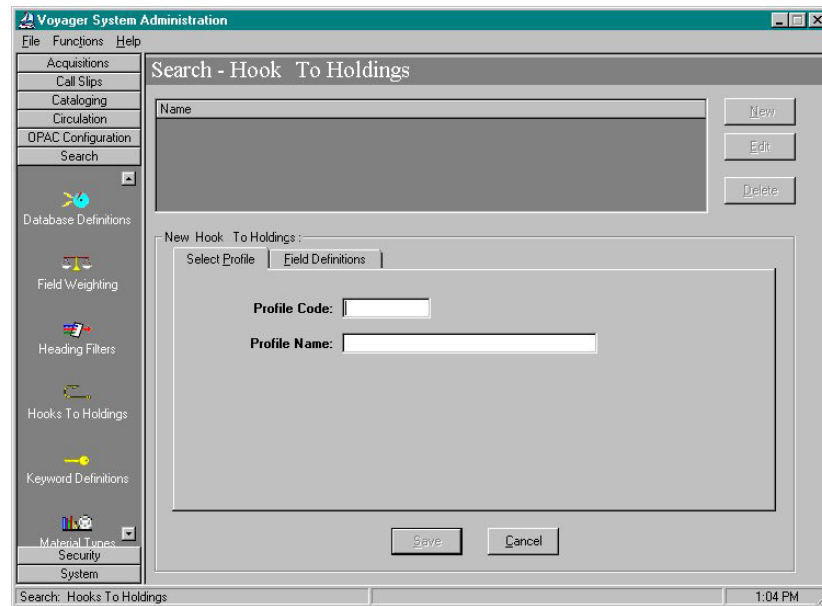 Voyager System Administration
File Functions Help
Acquisitions
Call Slips
Cataloging
Circulation
OPAC Configuration
Search
Database Definitions
Field Weighting
Heading Filters
Hooks To Holdings
Keyword Definitions
Material Types
Security
System
Search - Hook To Holdings
Name
New
Edit
Delete
New Hook To Holdings:
Select Profile
Field Definitions
Profile Code:
Profile Name:
Save
Cancel
Search: Hooks To Holdings
1:04 PM